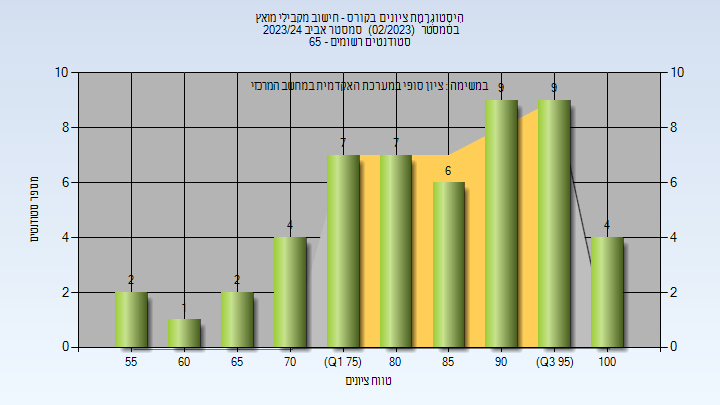 היסטוגרמת ציונים בקורס - חישוב מקבילי מואץ
בסמסטר (02/2023) סמסטר אביב 2023/24
סטודנטים רשומים - 65
במשימה : ציון סופי במערכת האקדמית במחשב המרכזי
10 10
8 8
6 6
4 4
2 2
0 0
מספר סטודנטים
2 1 2 4 7 7 6 9 9 4
55 60 65 70 (Q1 75) 80 85 90 (Q3 95) 100
טווח ציונים